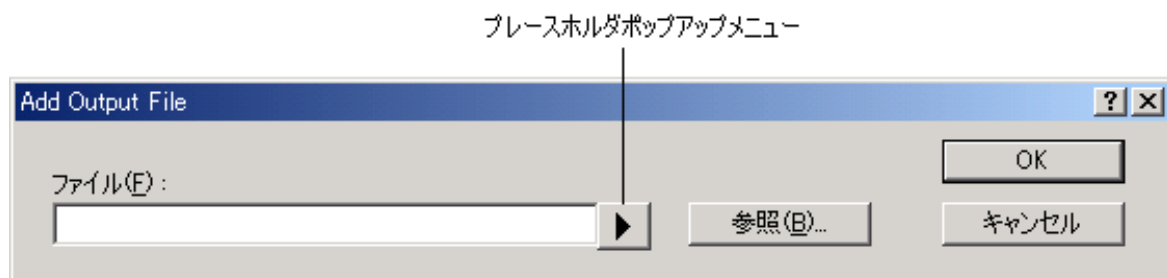 プレースホルダポップアップメニュー
Add Output File
OK
ファイル(F) :
参照(B)...
キャンセル